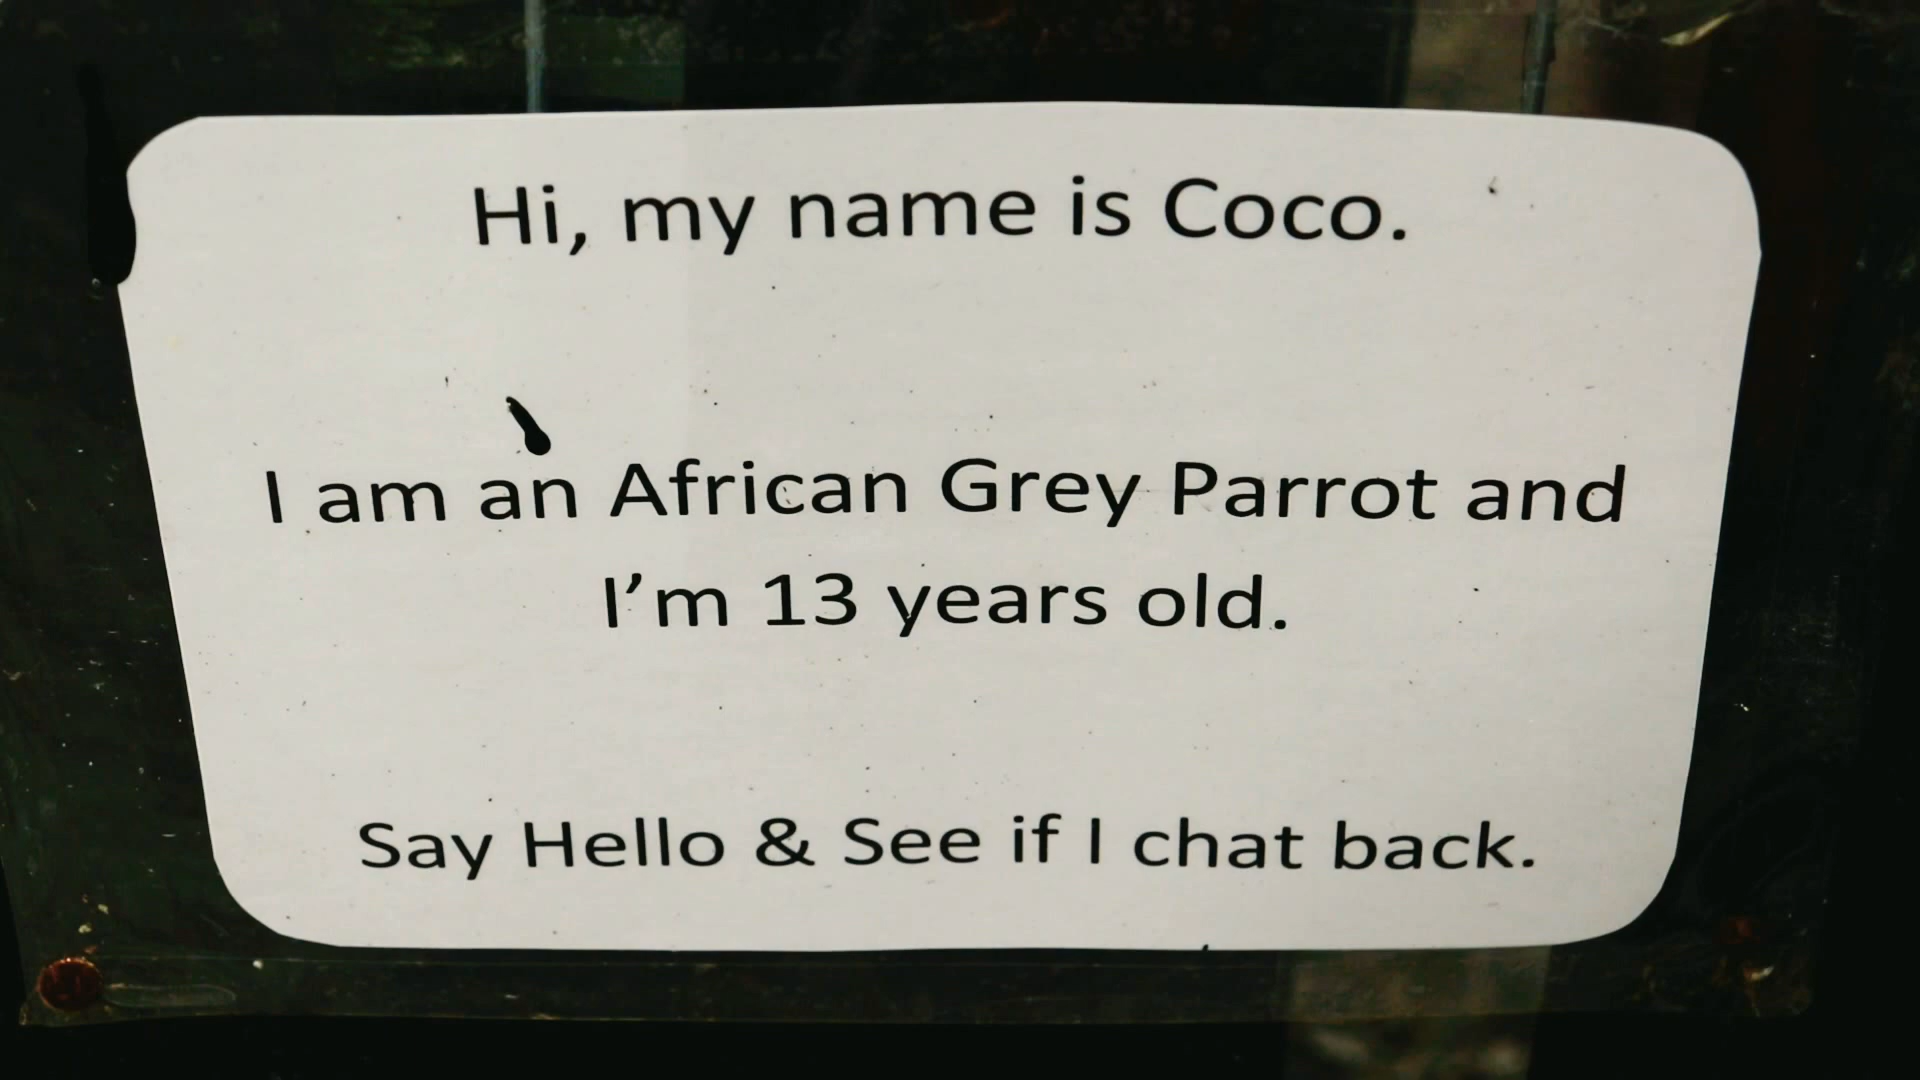 Hi, my name is Coco.
I am an African Grey Parrot and
I’m 13 years old.
Say Hello & See if I chat back.